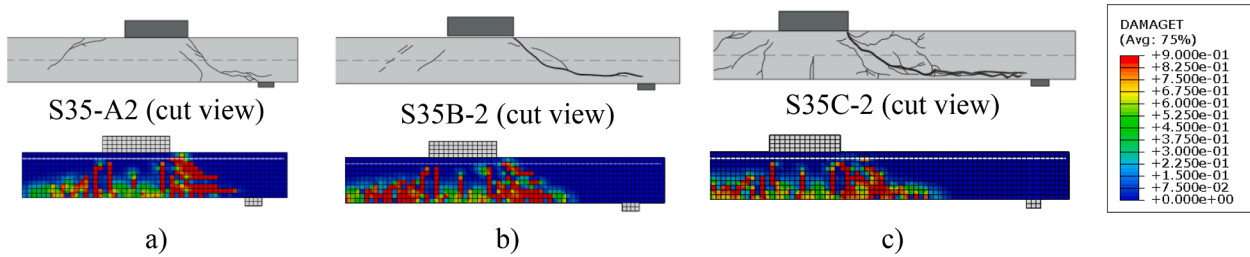 S35-A2 (cut view)
S35B-2 (cut view)
S35C-2 (cut view)
a)
b)
c)
DAMAGET
(Avg: 75%)
+9.000e-01
+8.250e-01
+7.500e-01
+6.750e-01
+6.000e-01
+5.250e-01
+4.500e-01
+3.750e-01
+3.000e-01
+2.250e-01
+1.500e-01
+7.500e-02
+0.000e+00